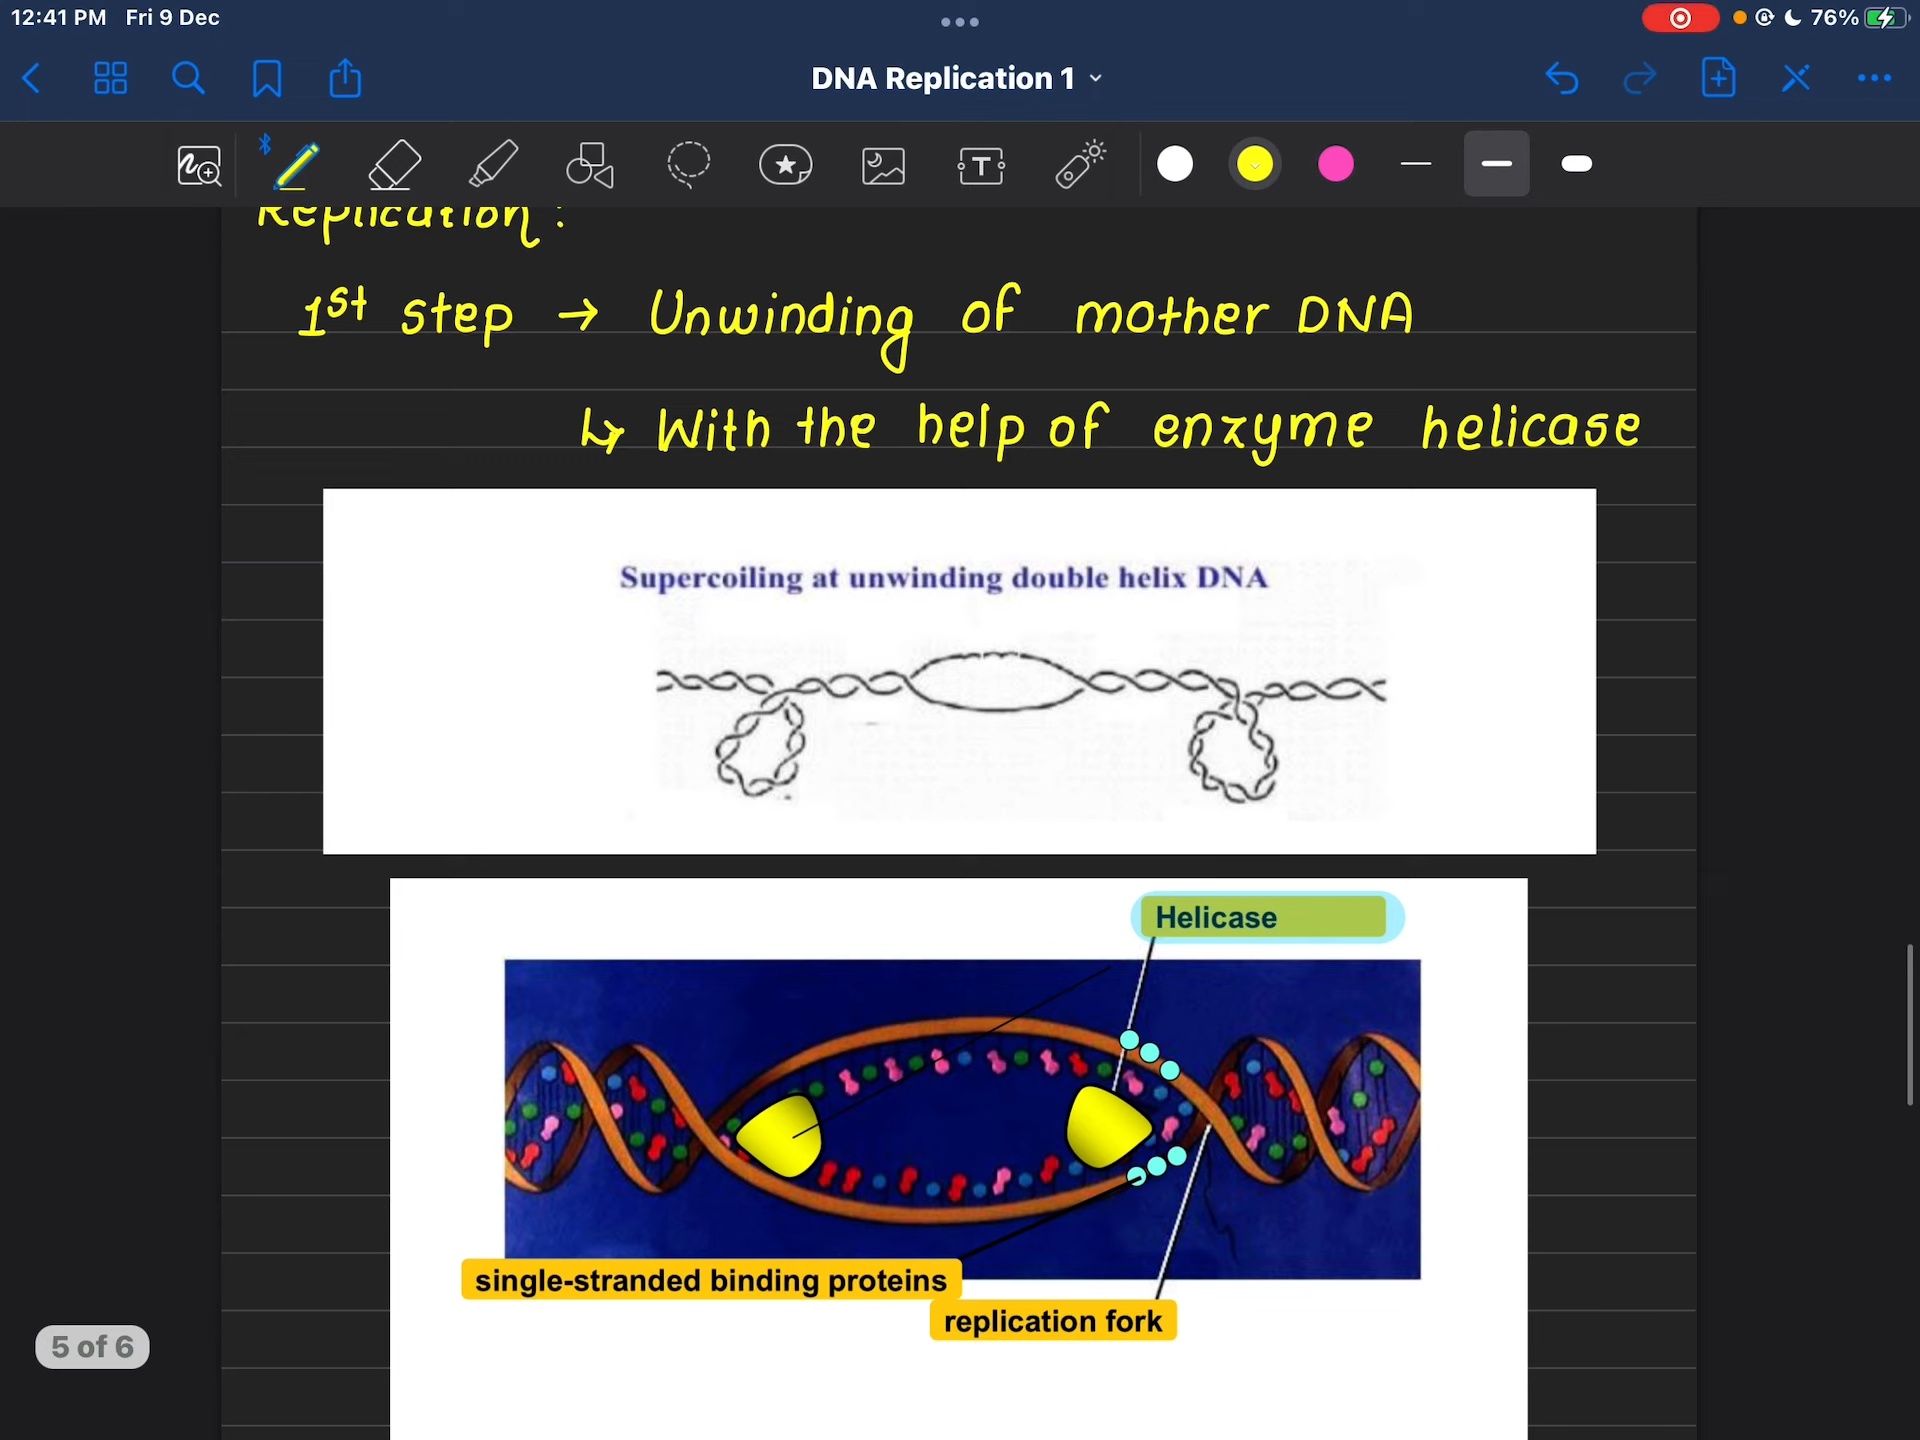 12:41 PM Fri 9 Dec
76%
DNA Replication 1
T
Replication :
1st step → Unwinding of mother DNA
↳ With the help of enzyme helicase
Supercoiling at unwinding double helix DNA
Helicase
single-stranded binding proteins
replication fork
5 of 6